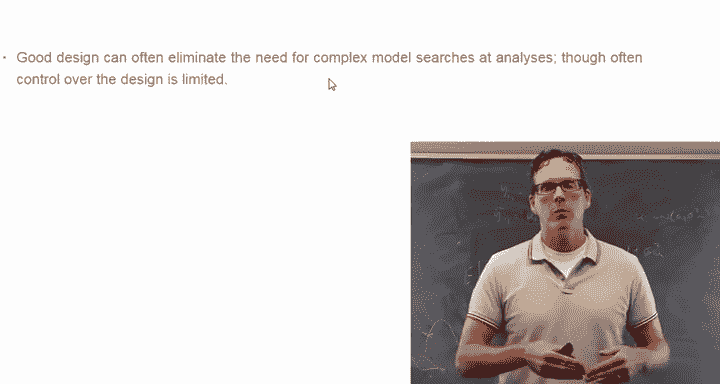 · Good design can often eliminate the need for complex model searches at analyses; though often
control over the design is limited.